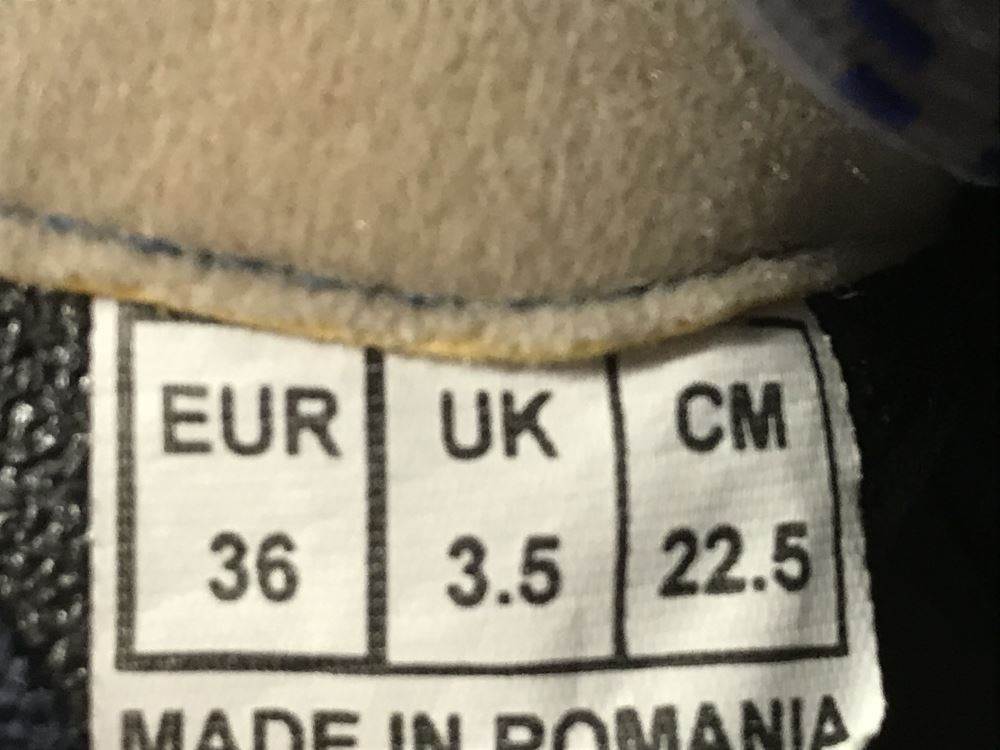 EUR UK CM
36 3.5 22.5
MADE IN ROMANIA